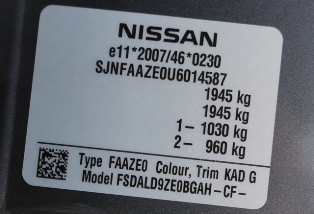 NISSAN
e11*2007/46*0230
SJNFAAZE0U6014587
1945 kg
1945 kg
1– 1030 kg
2– 960 kg
Type FAAZE0 Colour, Trim KAD G
Model FSDALD9ZE0BGAH–CF–